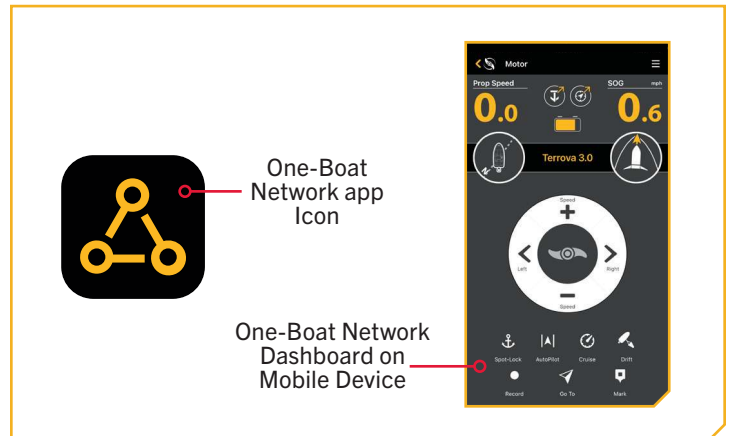 One-Boat
Network app
Icon
One-Boat Network
Dashboard on
Mobile Device
Motor
Prop Speed
SOG mph
0.0
0.6
N
Terrova 3.0
Speed
Left
Right
Speed
Spot-Lock AutoPilot Cruise Drift
Record Go To Mark